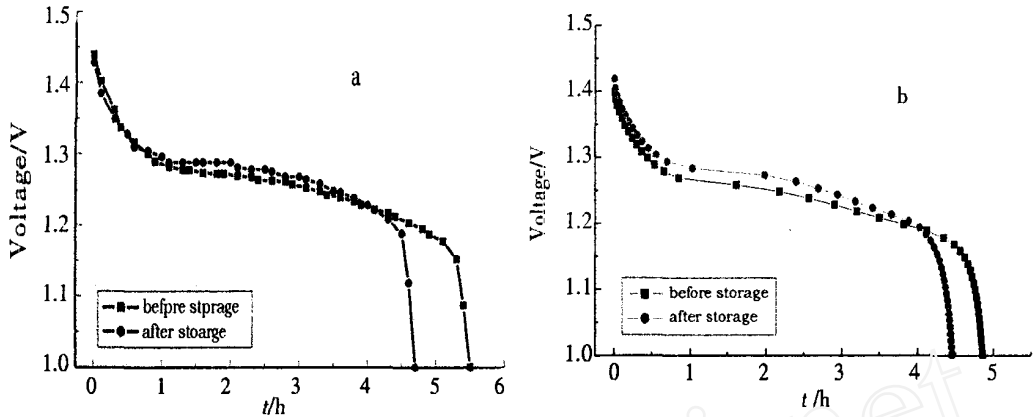 1.5
1.4
1.3
1.2
1.1
1.0
Voltage/V
a
befpre stprage
after stoarge
0 1 2 3 4 5 6
t/h
1.5
1.4
1.3
1.2
1.1
1.0
Voltage/V
b
before storage
after storage
0 1 2 3 4 5
t/h